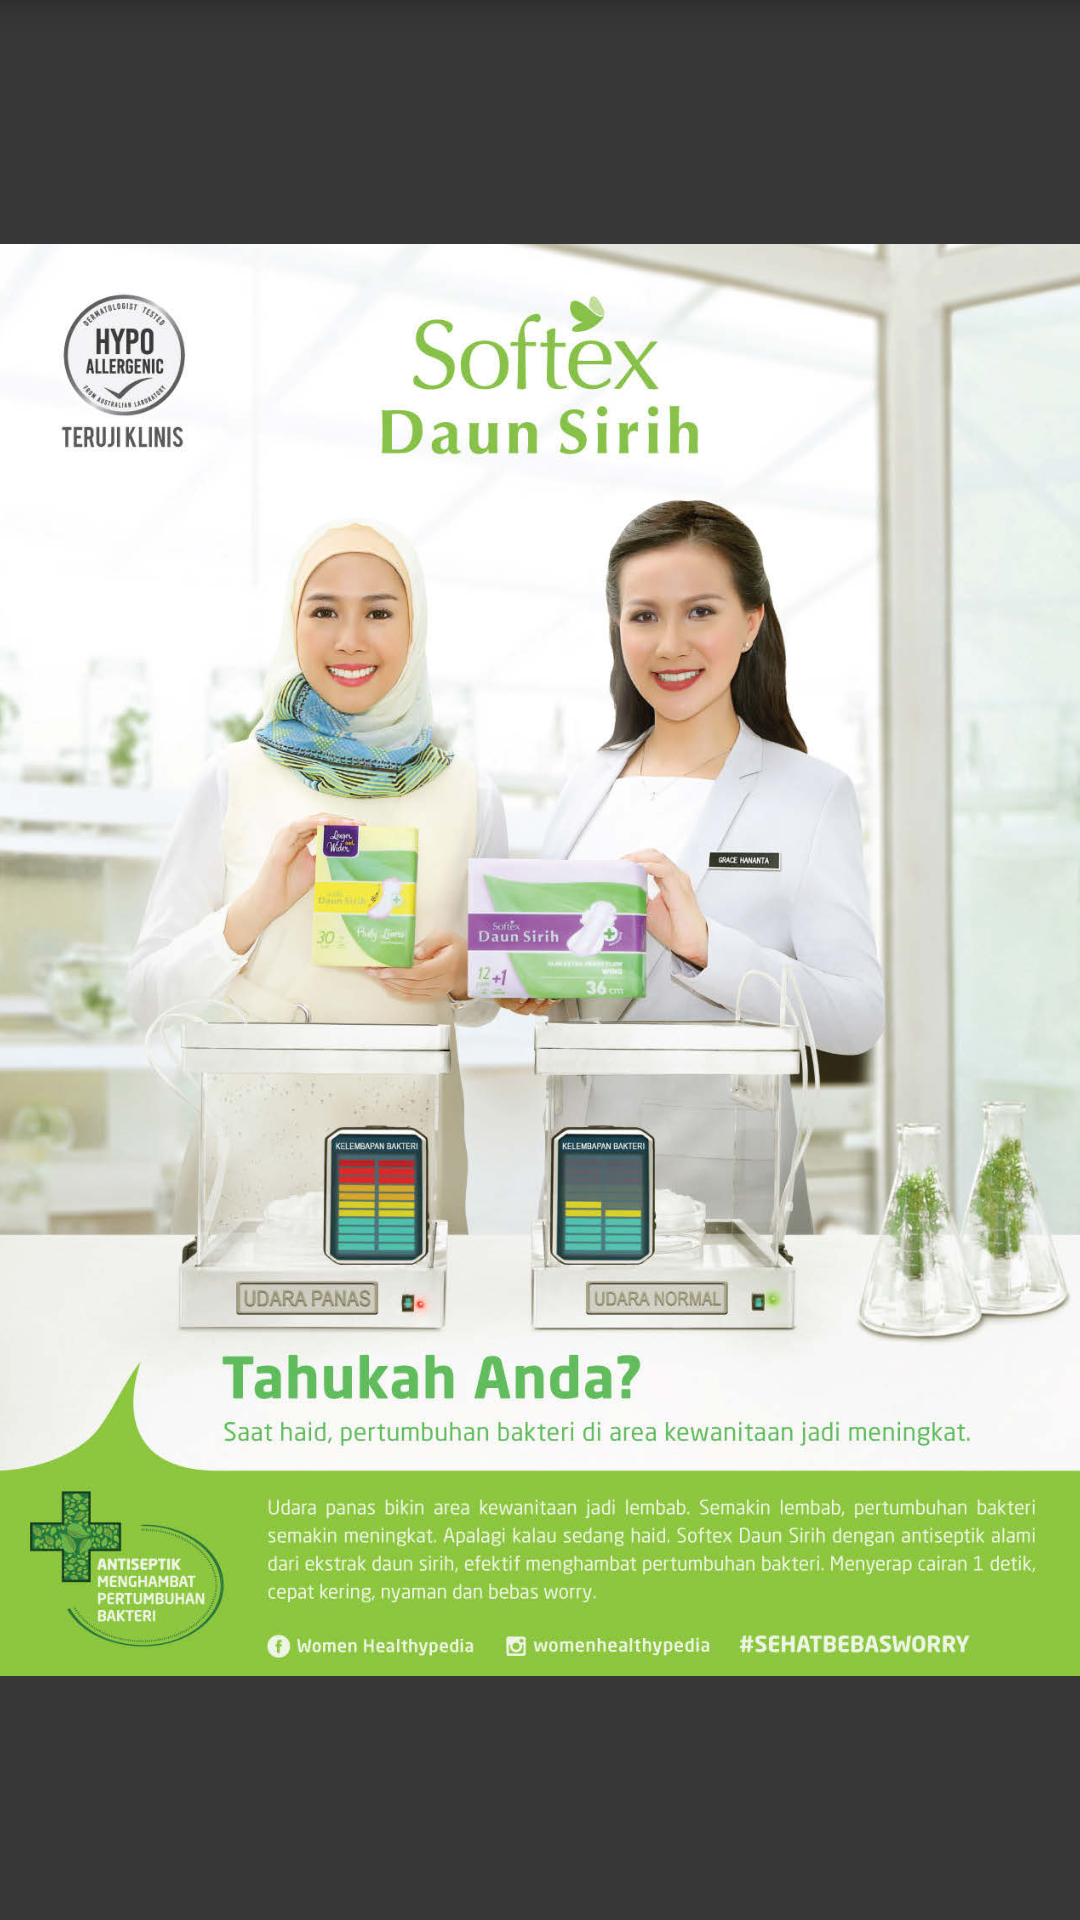 DERMATOLOGIST TESTED
HYPO
ALLERGENIC
FROM AUSTRALIAN LABORATORY
TERUJI KLINIS
Softex
Daun Sirih
GRACE HANANTA
Longer
and
Wider
Daun Sirih
30
Panty Liners
Softex
Daun Sirih
12 +1
WING
36 cm
KELEMBAPAN BAKTERI
KELEMBAPAN BAKTERI
UDARA PANAS
UDARA NORMAL
Tahukah Anda?
Saat haid, pertumbuhan bakteri di area kewanitaan jadi meningkat.
Udara panas bikin area kewanitaan jadi lembab. Semakin lembab, pertumbuhan bakteri
semakin meningkat. Apalagi kalau sedang haid. Softex Daun Sirih dengan antiseptik alami
dari ekstrak daun sirih, efektif menghambat pertumbuhan bakteri. Menyerap cairan 1 detik,
cepat kering, nyaman dan bebas worry.
ANTISEPTIK
MENGHAMBAT
PERTUMBUHAN
BAKTERI
Women Healthypedia womenhealthypedia #SEHATBEBASWORRY